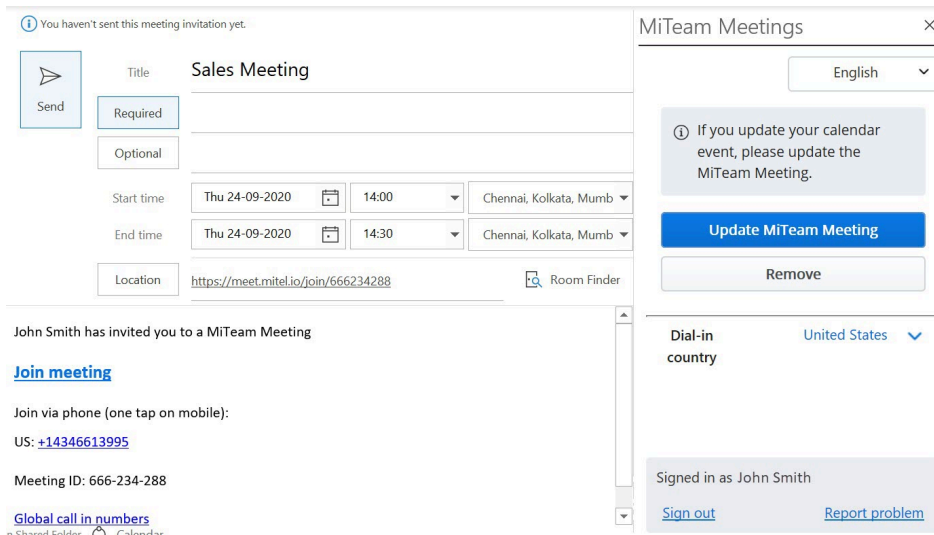 You haven't sent this meeting invitation yet.
Send
Title
Sales Meeting
Required
Optional
Start time
Thu 24-09-2020
14:00
Chennai, Kolkata, Mumb
End time
Thu 24-09-2020
14:30
Chennai, Kolkata, Mumb
Location
https://meet.mitel.io/join/666234288
Room Finder
John Smith has invited you to a MiTeam Meeting
Join meeting
Join via phone (one tap on mobile):
US: +14346613995
Meeting ID: 666-234-288
Global call in numbers
n Shared Folder
Calendar
MiTeam Meetings
English
If you update your calendar
event, please update the
MiTeam Meeting.
Update MiTeam Meeting
Remove
Dial-in
country
United States
Signed in as John Smith
Sign out
Report problem